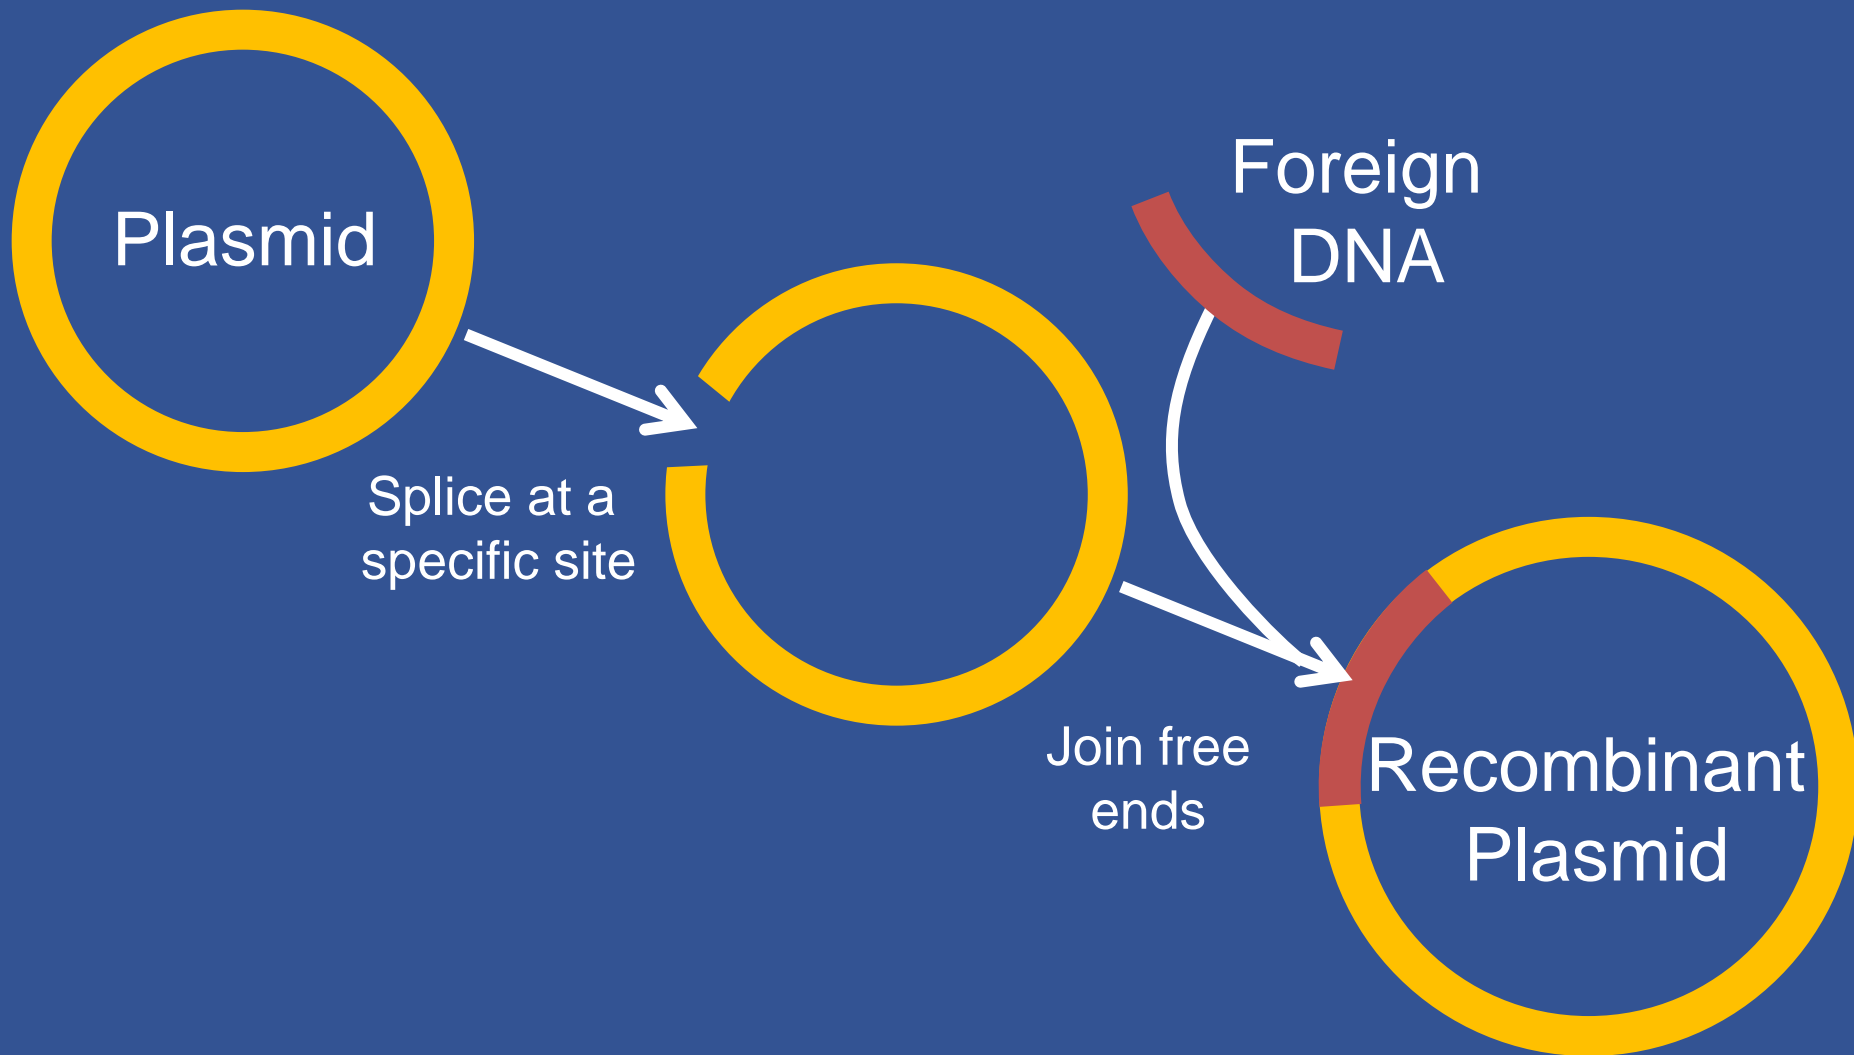 Plasmid
Foreign
DNA
Splice at a
specific site
Join free
ends
Recombinant
Plasmid